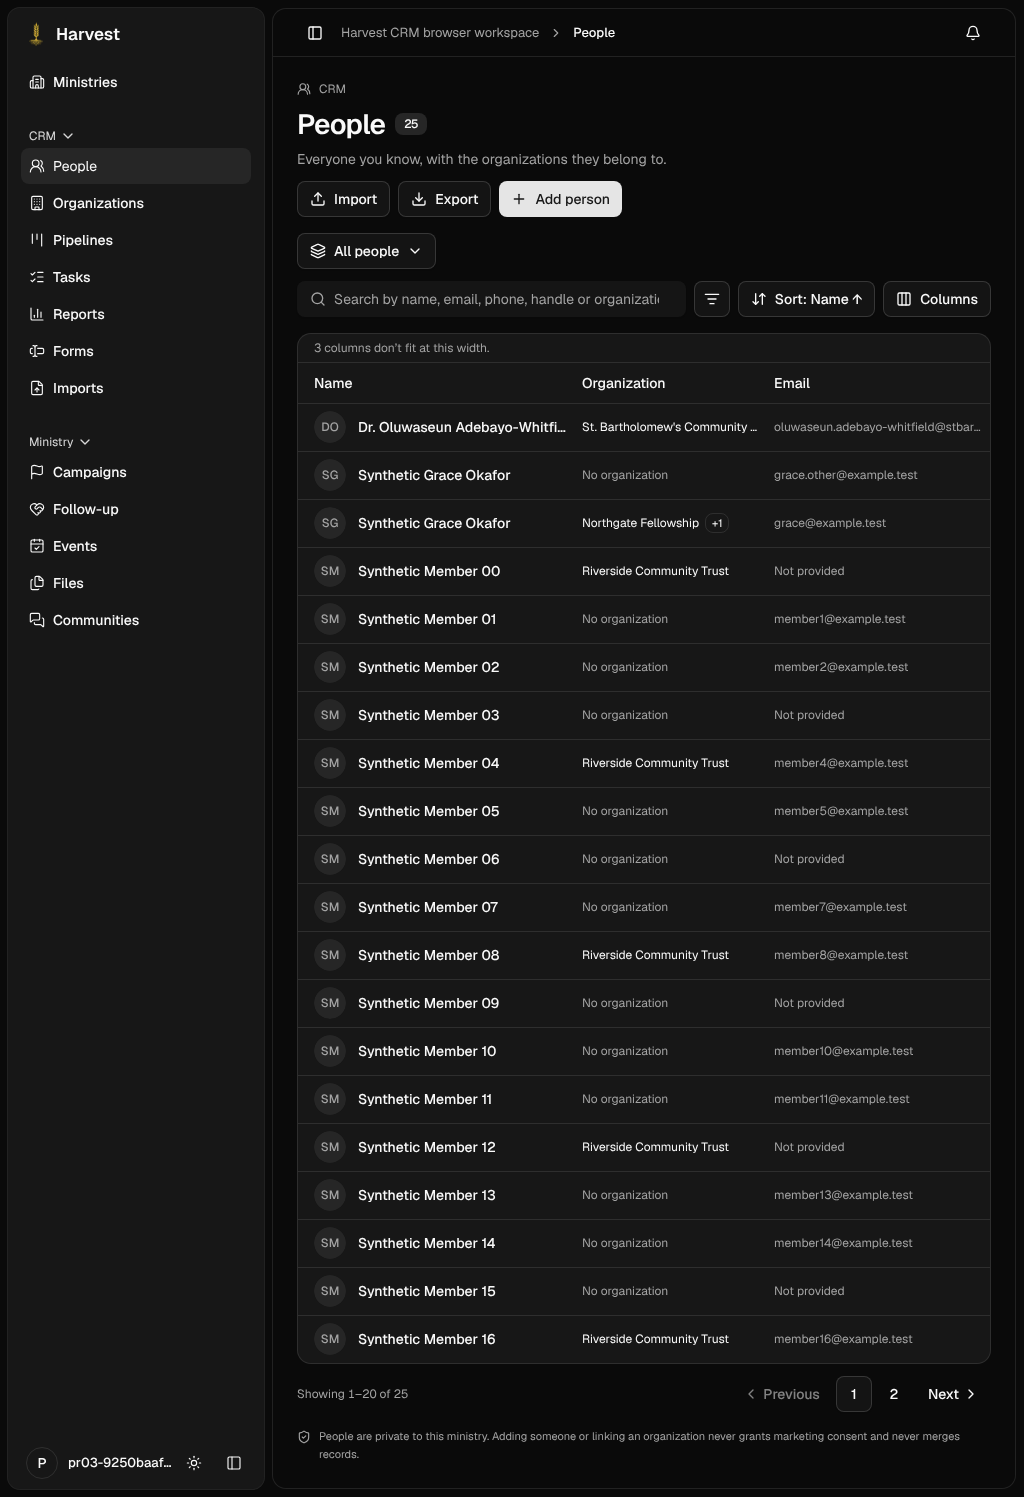 Harvest
Ministries
CRM
People
Organizations
Pipelines
Tasks
Reports
Forms
Imports
Ministry
Campaigns
Follow-up
Events
Files
Communities
P pr03-9250baaf...
Harvest CRM browser workspace > People
CRM
People 25
Everyone you know, with the organizations they belong to.
Import Export + Add person
All people
Search by name, email, phone, handle or organizati
Sort: Name ↑ Columns
3 columns don't fit at this width.
Name Organization Email
DO Dr. Oluwaseun Adebayo-Whitfi... St. Bartholomew's Community ... oluwaseun.adebayo-whitfield@stbar...
SG Synthetic Grace Okafor No organization grace.other@example.test
SG Synthetic Grace Okafor Northgate Fellowship +1 grace@example.test
SM Synthetic Member 00 Riverside Community Trust Not provided
SM Synthetic Member 01 No organization member1@example.test
SM Synthetic Member 02 No organization member2@example.test
SM Synthetic Member 03 No organization Not provided
SM Synthetic Member 04 Riverside Community Trust member4@example.test
SM Synthetic Member 05 No organization member5@example.test
SM Synthetic Member 06 No organization Not provided
SM Synthetic Member 07 No organization member7@example.test
SM Synthetic Member 08 Riverside Community Trust member8@example.test
SM Synthetic Member 09 No organization Not provided
SM Synthetic Member 10 No organization member10@example.test
SM Synthetic Member 11 No organization member11@example.test
SM Synthetic Member 12 Riverside Community Trust Not provided
SM Synthetic Member 13 No organization member13@example.test
SM Synthetic Member 14 No organization member14@example.test
SM Synthetic Member 15 No organization Not provided
SM Synthetic Member 16 Riverside Community Trust member16@example.test
Showing 1–20 of 25 < Previous 1 2 Next >
People are private to this ministry. Adding someone or linking an organization never grants marketing consent and never merges
records.